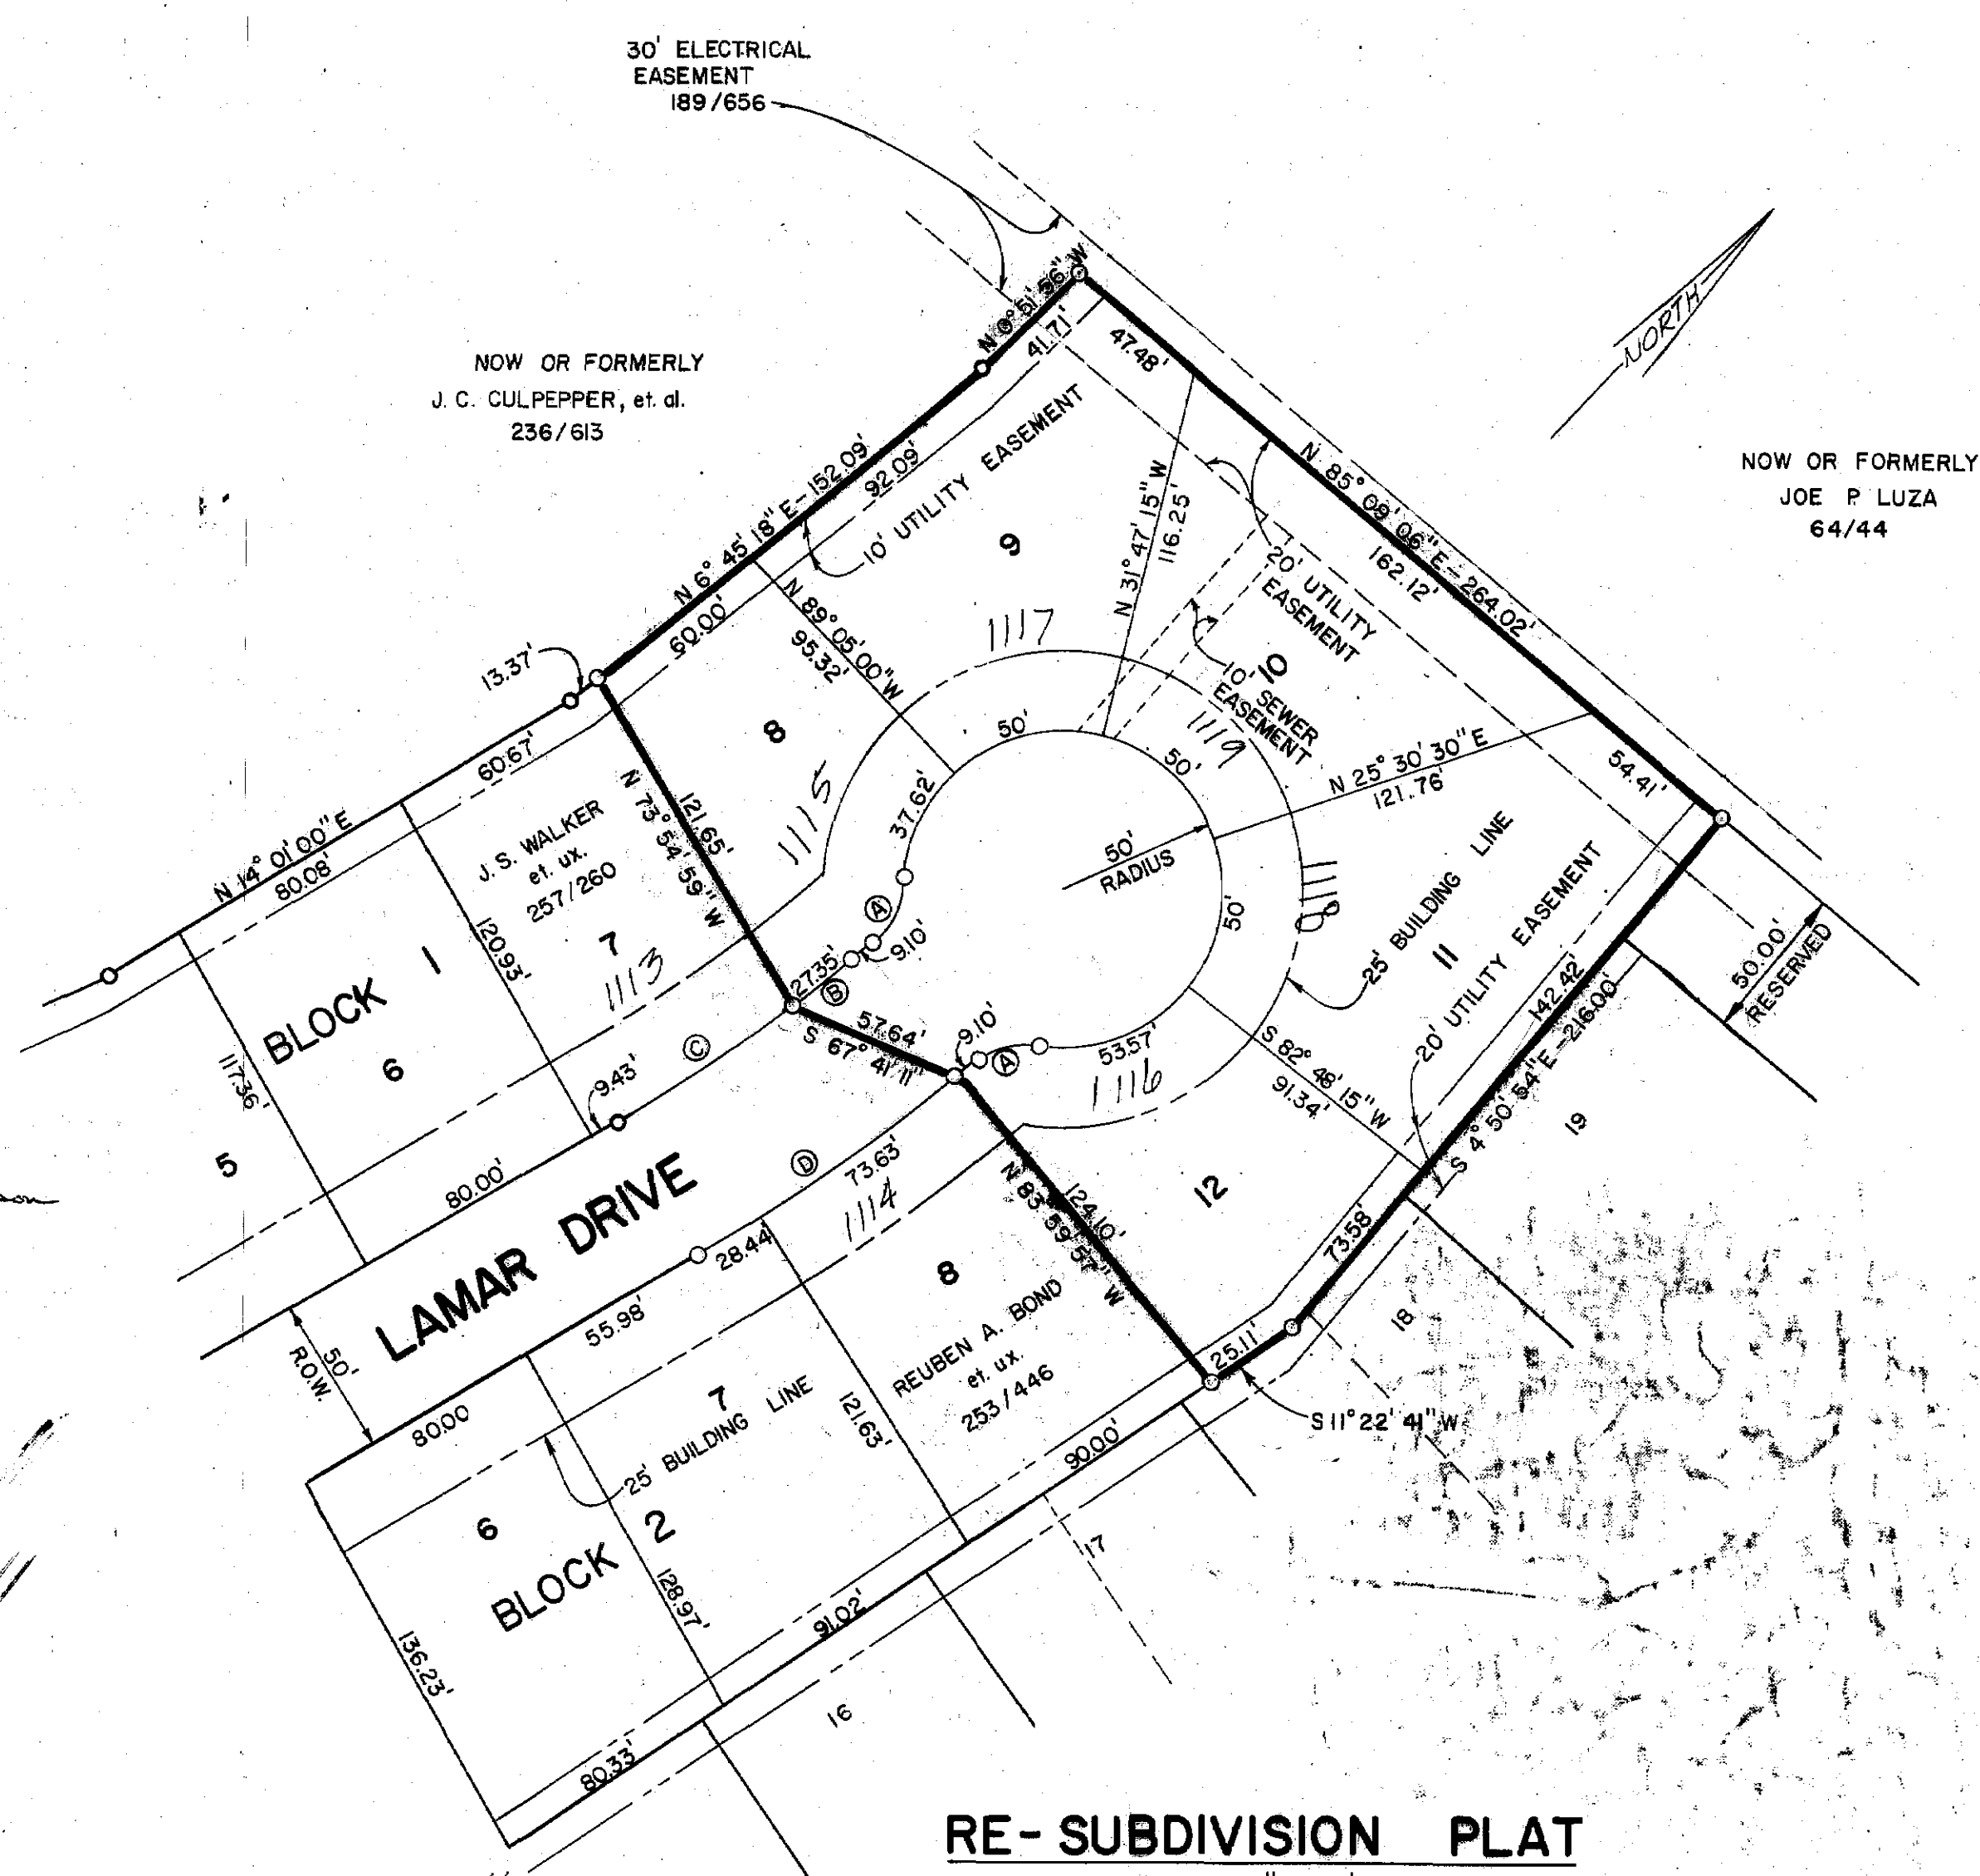 30' ELECTRICAL
EASEMENT
189/656
NOW OR FORMERLY
J. C. CULPEPPER, et. al.
236/613
NORTH
NOW OR FORMERLY
JOE P. LUZA
64/44
N 0° 51' 56" W
41.71'
47.48'
N 6° 45' 18" E - 152.09'
92.09'
60.00'
10' UTILITY EASEMENT
9
N 31° 47' 15" W
116.25'
N 85° 09' 06" E - 264.02'
162.12'
20' UTILITY
EASEMENT
10
10' SEWER
EASEMENT
1117
1119
N 89° 05' 00" W
95.32'
13.37'
60.67'
8
1115
N 25° 30' 30" E
121.76'
54.41'
50'
50'
50'
37.62'
50'
RADIUS
1118
25' BUILDING LINE
11
20' UTILITY EASEMENT
50.00'
RESERVED
N 14° 01' 00" E
80.08'
J. S. WALKER
et. ux.
257/260
7
1113
121.65'
N 73° 54' 59" W
120.93'
BLOCK 1
6
117.36'
5
A
9.10'
27.35'
B
57.64'
S 67° 41' 11"
9.10'
A
53.57'
1116
S 82° 48' 15" W
91.34'
142.42'
S 4° 50' 54" E - 216.00'
19
C
9.43'
80.00'
LAMAR DRIVE
D
73.63'
1114
28.44
124.10'
N 83° 59' 57" W
12
73.58'
18
50'
R.O.W.
55.98'
80.00
8
REUBEN A. BOND
et. ux.
253/446
25.11'
S 11° 22' 41" W
7
25' BUILDING LINE
121.63'
90.00'
6
BLOCK 2
128.97'
17
136.23'
91.02'
16
80.33'
RE-SUBDIVISION PLAT